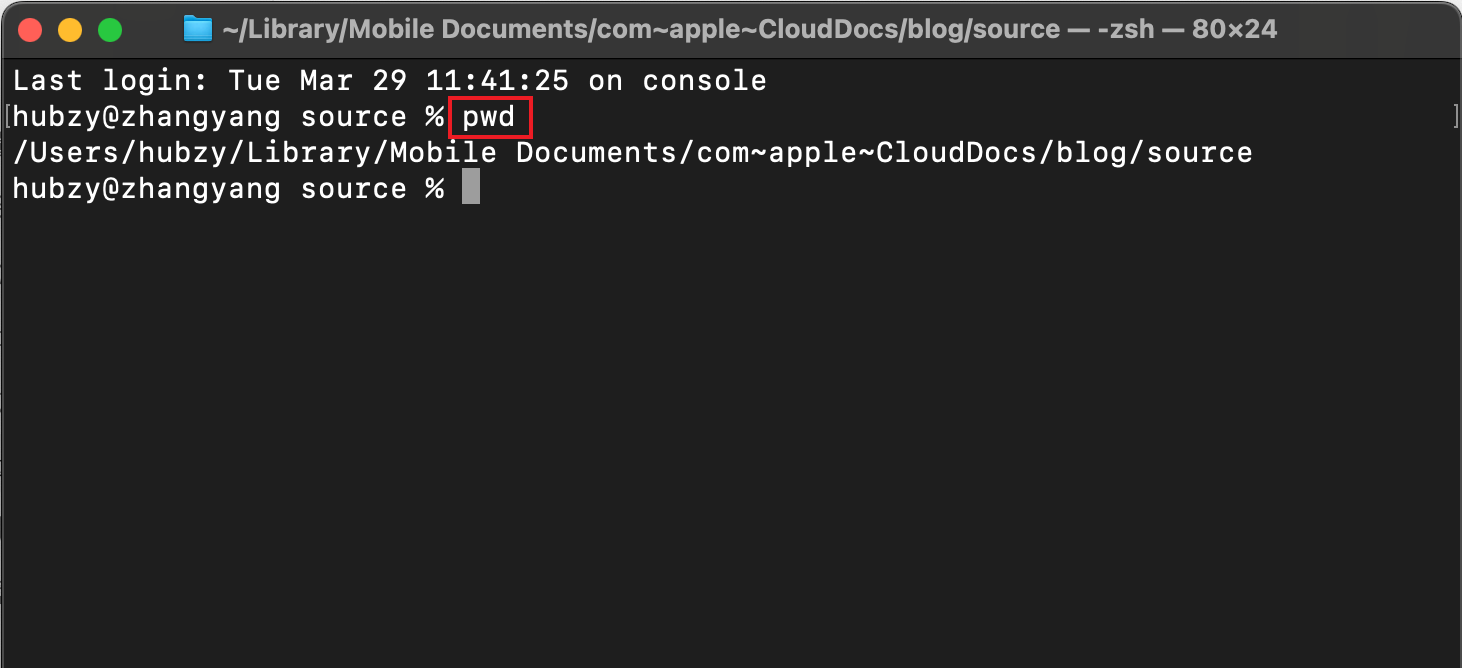 ~/Library/Mobile Documents/com~apple~CloudDocs/blog/source — -zsh — 80×24
Last login: Tue Mar 29 11:41:25 on console
[hubzy@zhangyang source % pwd ]
/Users/hubzy/Library/Mobile Documents/com~apple~CloudDocs/blog/source
hubzy@zhangyang source %